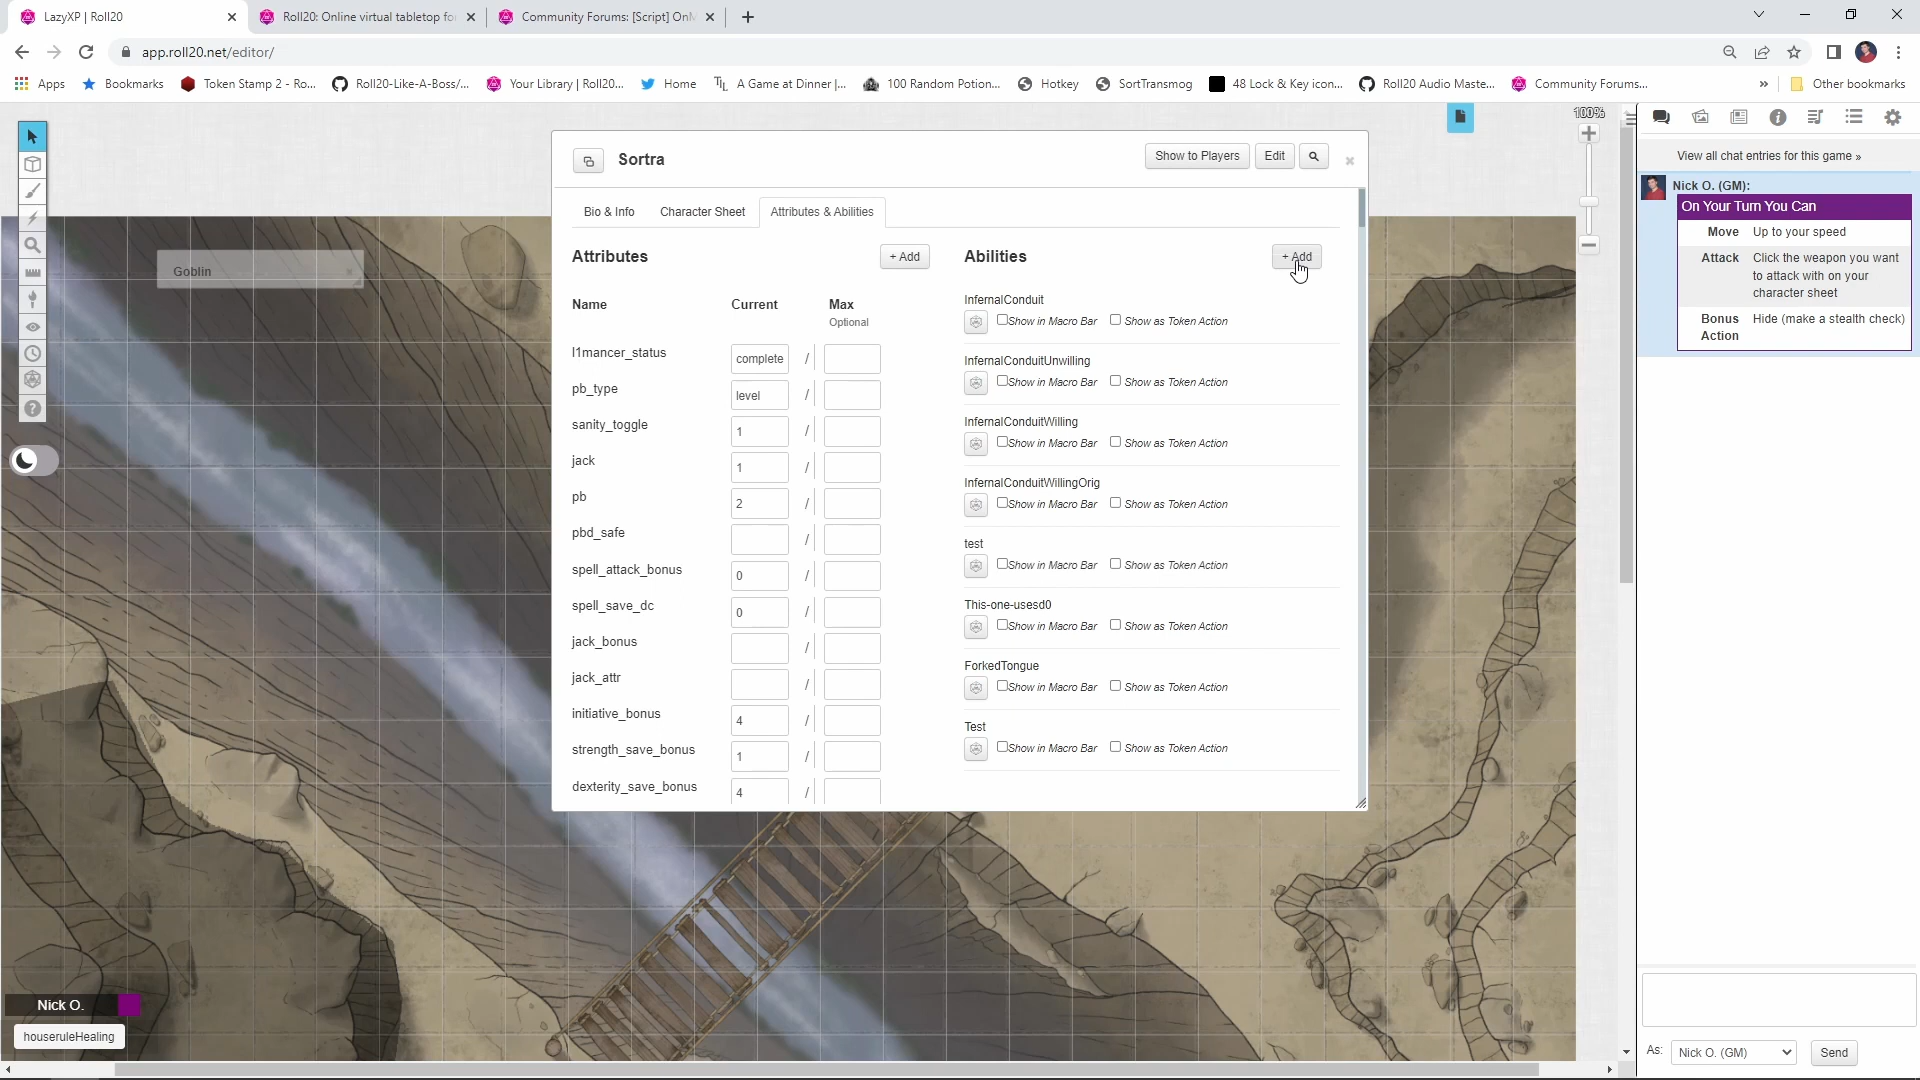 LazyXP | Roll20
Roll20: Online virtual tabletop fo
Community Forums: [Script] OnM
app.roll20.net/editor/
Apps
Bookmarks
Token Stamp 2 - Ro...
Roll20-Like-A-Boss/...
Your Library | Roll20...
Home
A Game at Dinner |...
100 Random Potion...
Hotkey
SortTransmog
48 Lock & Key icon...
Roll20 Audio Maste...
Community Forums...
»
Other bookmarks
100%
Goblin
Sortra
Show to Players
Edit
Bio & Info
Character Sheet
Attributes & Abilities
Attributes
+ Add
Name
Current
Max
Optional
l1mancer_status
complete /
pb_type
level /
sanity_toggle
1 /
jack
1 /
pb
2 /
pbd_safe
/
spell_attack_bonus
0 /
spell_save_dc
0 /
jack_bonus
/
jack_attr
/
initiative_bonus
4 /
strength_save_bonus
1 /
dexterity_save_bonus
4 /
Abilities
+ Add
InfernalConduit
Show in Macro Bar Show as Token Action
InfernalConduitUnwilling
Show in Macro Bar Show as Token Action
InfernalConduitWilling
Show in Macro Bar Show as Token Action
InfernalConduitWillingOrig
Show in Macro Bar Show as Token Action
test
Show in Macro Bar Show as Token Action
This-one-usesd0
Show in Macro Bar Show as Token Action
ForkedTongue
Show in Macro Bar Show as Token Action
Test
Show in Macro Bar Show as Token Action
View all chat entries for this game »
Nick O. (GM):
On Your Turn You Can
Move Up to your speed
Attack Click the weapon you want
to attack with on your
character sheet
Bonus Hide (make a stealth check)
Action
Nick O.
houseruleHealing
As: Nick O. (GM)
Send